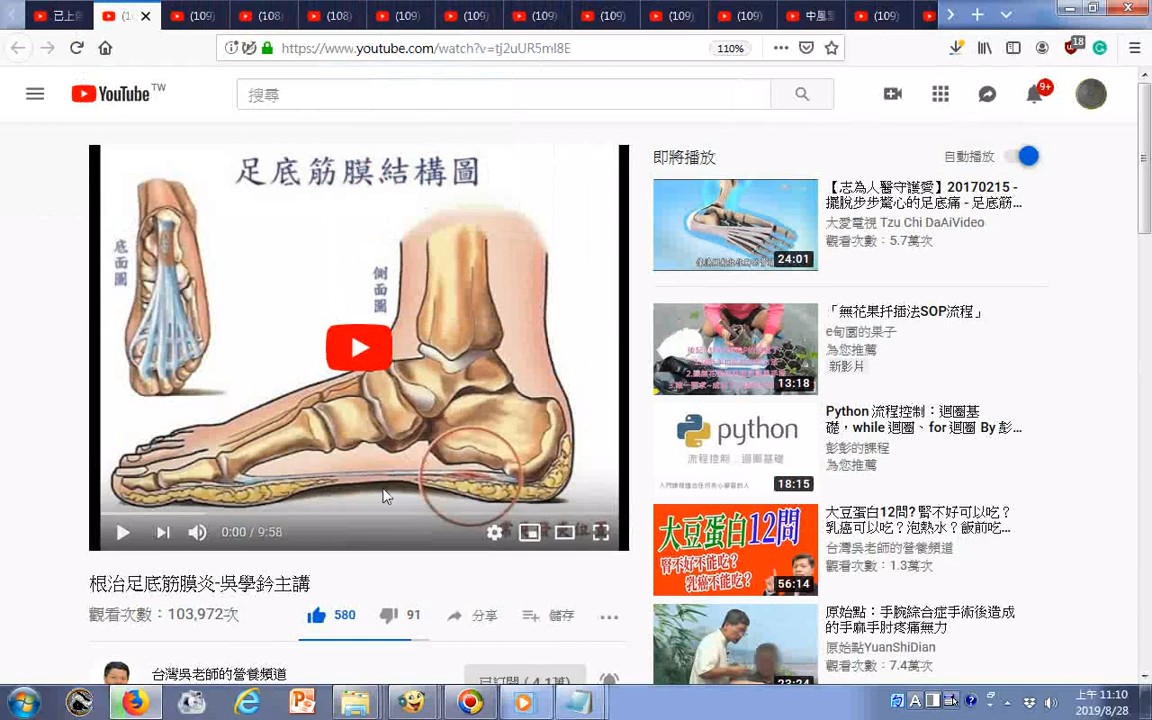 已上
(1
(109)
(108)
(108)
(109)
(109)
(109)
(109)
(109)
(109)
中風
(109)
https://www.youtube.com/watch?v=tj2uUR5ml8E
110%
18
YouTube TW
搜尋
9+
足底筋膜結構圖
底面圖
側面圖
0:00 / 9:58
根治足底筋膜炎-吳學鈐主講
觀看次數：103,972次
580
91
分享
儲存
台灣吳老師的營養頻道
已訂閱 (4.1萬)
即將播放
自動播放
【志為人醫守護愛】20170215 -
擺脫步步驚心的足底痛 - 足底筋...
大愛電視 Tzu Chi DaAiVideo
觀看次數：5.7萬次
24:01
「無花果扦插法SOP流程」
e甸園的果子
為您推薦
新影片
13:18
Python 流程控制：迴圈基
礎，while 迴圈、for 迴圈 By 彭...
彭彭的課程
為您推薦
python
流程控制：迴圈基礎
18:15
大豆蛋白12問? 腎不好可以吃？
乳癌可以吃？泡熱水？飯前吃...
台灣吳老師的營養頻道
觀看次數：1.3萬次
大豆蛋白12問
腎不好不能吃?
乳癌不能吃?
56:14
原始點：手腕綜合症手術後造成
的手麻手肘疼痛無力
原始點YuanShiDian
觀看次數：7.4萬次
23:24
上午 11:10
2019/8/28